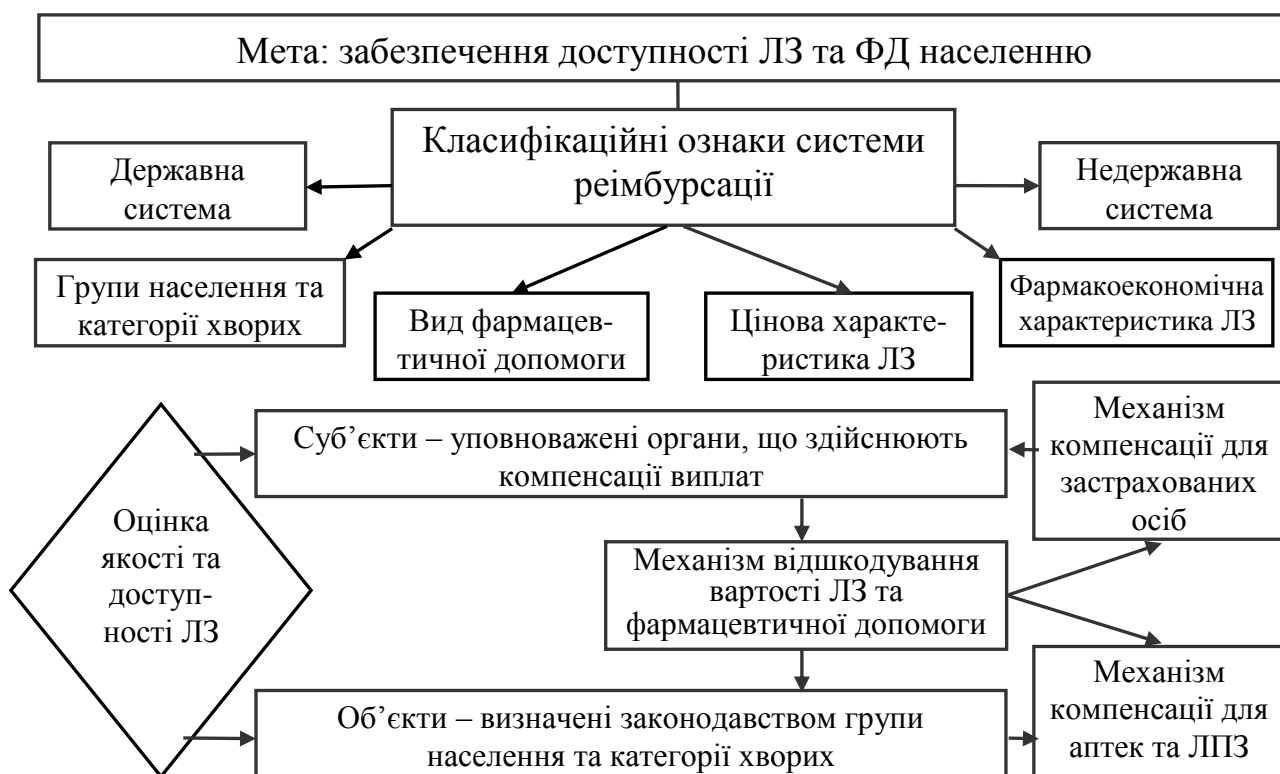 Мета: забезпечення доступності ЛЗ та ФД населенню
Класифікаційні ознаки системи
реімбурсації
Державна
система
Недержавна
система
Групи населення та
категорії хворих
Вид фармацев-
тичної допомоги
Цінова характе-
ристика ЛЗ
Фармакоекономічна
характеристика ЛЗ
Оцінка
якості та
доступ-
ності ЛЗ
Суб’єкти – уповноважені органи, що здійснюють
компенсації виплат
Механізм
компенсації для
застрахованих
осіб
Механізм відшкодування
вартості ЛЗ та
фармацевтичної допомоги
Об’єкти – визначені законодавством групи
населення та категорії хворих
Механізм
компенсації для
аптек та ЛПЗ